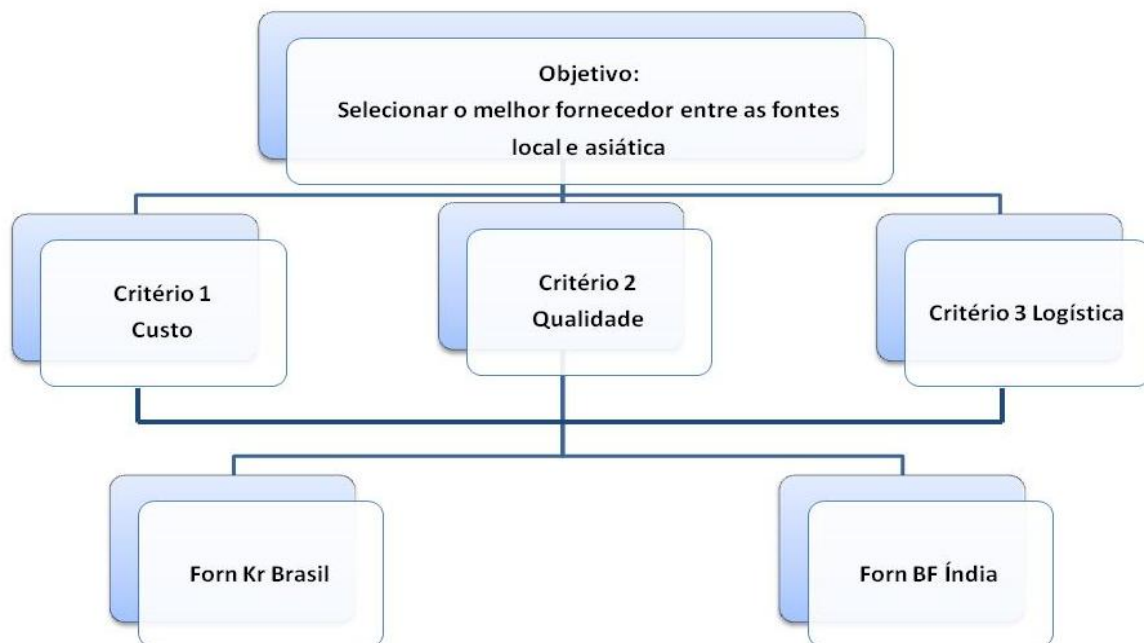 Objetivo:
Selecionar o melhor fornecedor entre as fontes
local e asiática
Critério 1
Custo
Critério 2
Qualidade
Critério 3 Logística
Forn Kr Brasil
Forn BF Índia